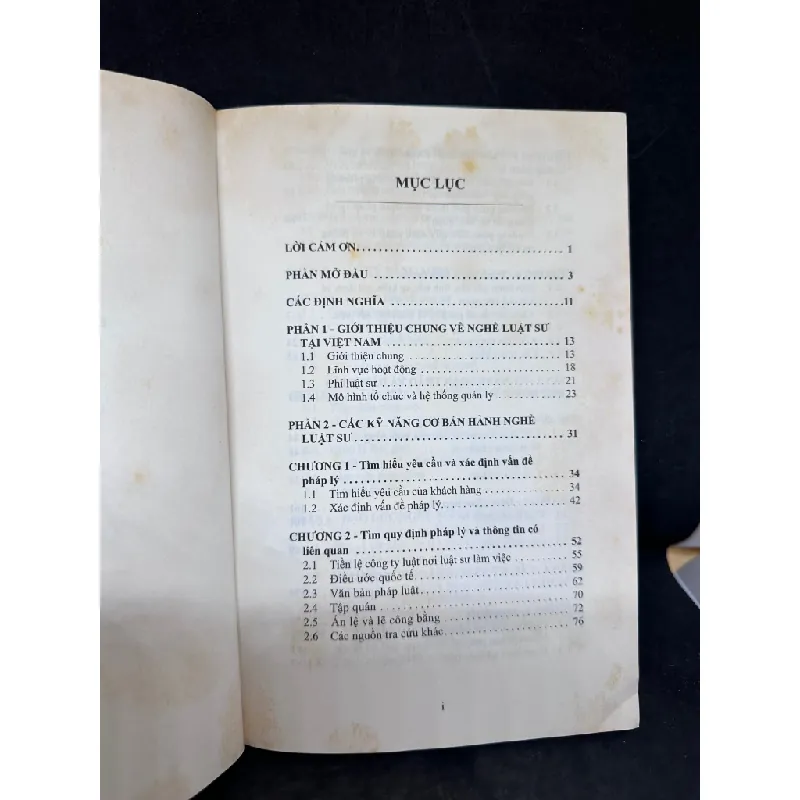 MỤC LỤC
LỜI CẢM ƠN. . . . . . . . . . . . . . . . . . . . . . . . . . . . . . . . 1
PHẦN MỞ ĐẦU . . . . . . . . . . . . . . . . . . . . . . . . . . . . . 3
CÁC ĐỊNH NGHĨA . . . . . . . . . . . . . . . . . . . . . . . . . . 11
PHẦN 1 - GIỚI THIỆU CHUNG VỀ NGHỀ LUẬT SƯ
TẠI VIỆT NAM . . . . . . . . . . . . . . . . . . . . . . . . . . . 13
1.1 Giới thiệu chung . . . . . . . . . . . . . . . . . . . . . . . . 13
1.2 Lĩnh vực hoạt động . . . . . . . . . . . . . . . . . . . . . . 18
1.3 Phí luật sư . . . . . . . . . . . . . . . . . . . . . . . . . . . . 21
1.4 Mô hình tổ chức và hệ thống quản lý . . . . . . . . . . 23
PHẦN 2 - CÁC KỸ NĂNG CƠ BẢN HÀNH NGHỀ
LUẬT SƯ . . . . . . . . . . . . . . . . . . . . . . . . . . . . . . . 31
CHƯƠNG 1 - Tìm hiểu yêu cầu và xác định vấn đề
pháp lý . . . . . . . . . . . . . . . . . . . . . . . . . . . . . . . . 34
1.1 Tìm hiểu yêu cầu của khách hàng . . . . . . . . . . . . 34
1.2 Xác định vấn đề pháp lý. . . . . . . . . . . . . . . . . . . 42
CHƯƠNG 2 - Tìm quy định pháp lý và thông tin có
liên quan . . . . . . . . . . . . . . . . . . . . . . . . . . . . . . . 52
2.1 Tiền lệ công ty luật nơi luật sư làm việc . . . . . . . . 55
2.2 Điều ước quốc tế. . . . . . . . . . . . . . . . . . . . . . . . 59
2.3 Văn bản pháp luật. . . . . . . . . . . . . . . . . . . . . . . 62
2.4 Tập quán . . . . . . . . . . . . . . . . . . . . . . . . . . . . . 70
2.5 Án lệ và lẽ công bằng . . . . . . . . . . . . . . . . . . . . 72
2.6 Các nguồn tra cứu khác. . . . . . . . . . . . . . . . . . . 76
i